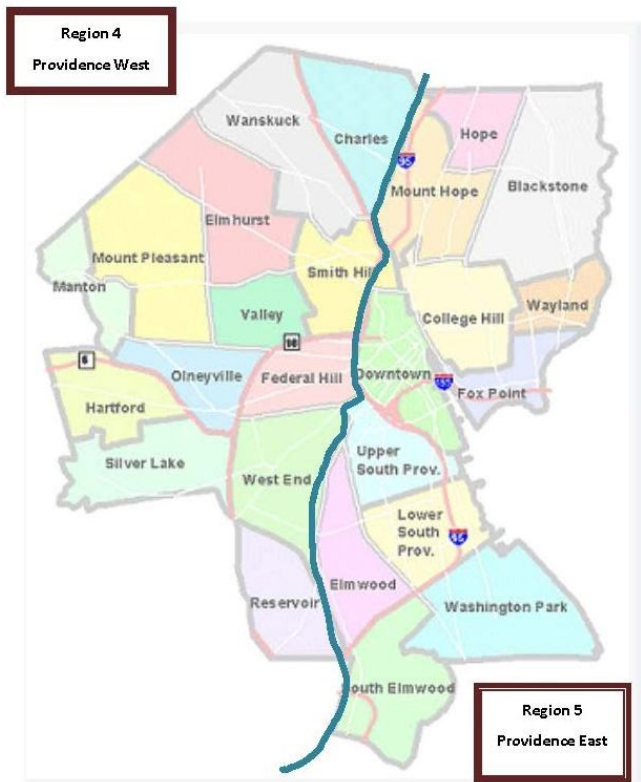 Region 4
Providence West
Wanskuck
Charles
Hope
95
Mount Hope
Blackstone
Elmhurst
Mount Pleasant
Smith Hill
Manton
Valley
College Hill
Wayland
10
6
Olneyville
Federal Hill
Downtown
195
Fox Point
Hartford
Upper
South Prov.
Silver Lake
West End
Lower
South
Prov.
95
Elmwood
Reservoir
Washington Park
South Elmwood
Region 5
Providence East